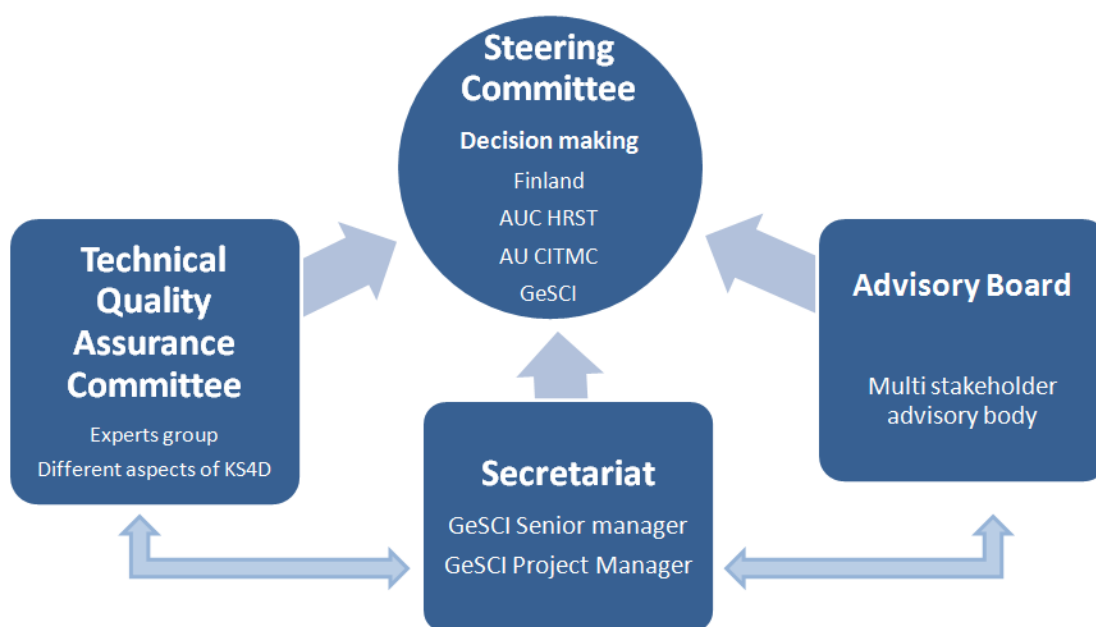 Steering
Committee
Decision making
Finland
AUC HRST
AU CITMC
GeSCI
Technical
Quality
Assurance
Committee
Experts group
Different aspects of KS4D
Advisory Board
Multi stakeholder
advisory body
Secretariat
GeSCI Senior manager
GeSCI Project Manager